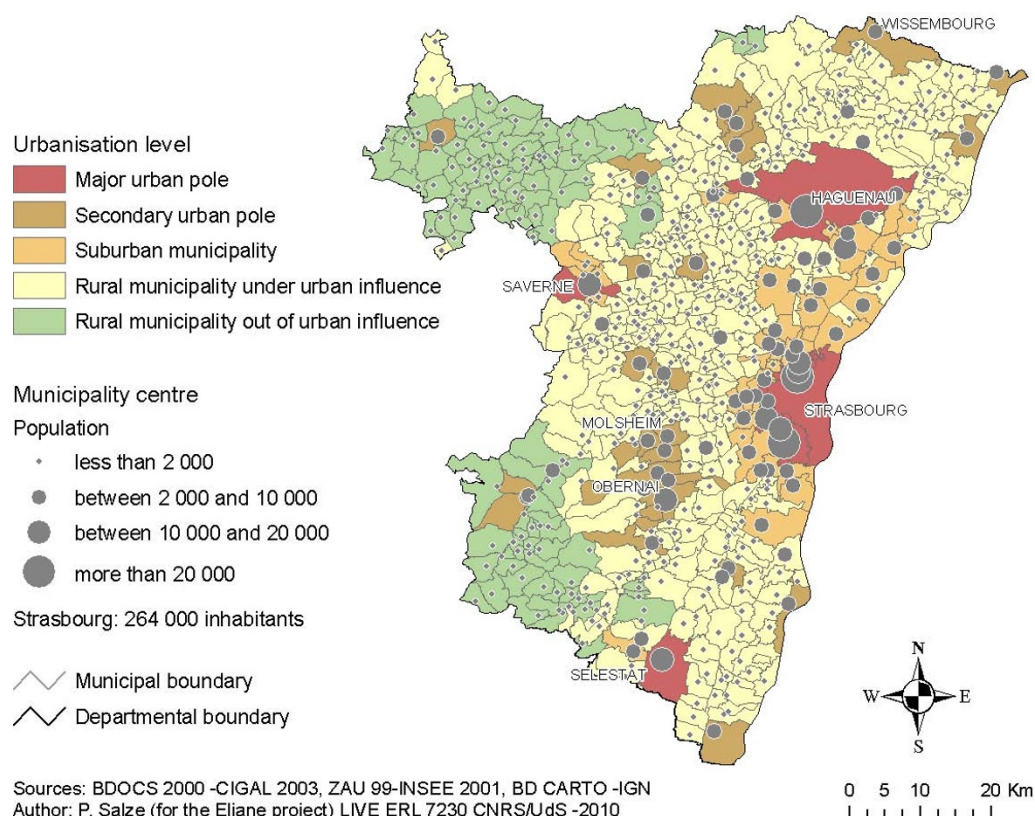 WISSEMBOURG
Urbanisation level
Major urban pole
Secondary urban pole
Suburban municipality
Rural municipality under urban influence
Rural municipality out of urban influence
HAGUENAU
SAVERNE
STRASBOURG
MOLSHEIM
OBERNAI
SELESTAT
Municipality centre
Population
less than 2 000
between 2 000 and 10 000
between 10 000 and 20 000
more than 20 000
Strasbourg: 264 000 inhabitants
Municipal boundary
Departmental boundary
N
W E
S
Sources: BDOCS 2000 -CIGAL 2003, ZAU 99-INSEE 2001, BD CARTO -IGN
Author: P. Salze (for the Eliane project) LIVE ERL 7230 CNRS/UdS -2010
0 5 10 20 Km